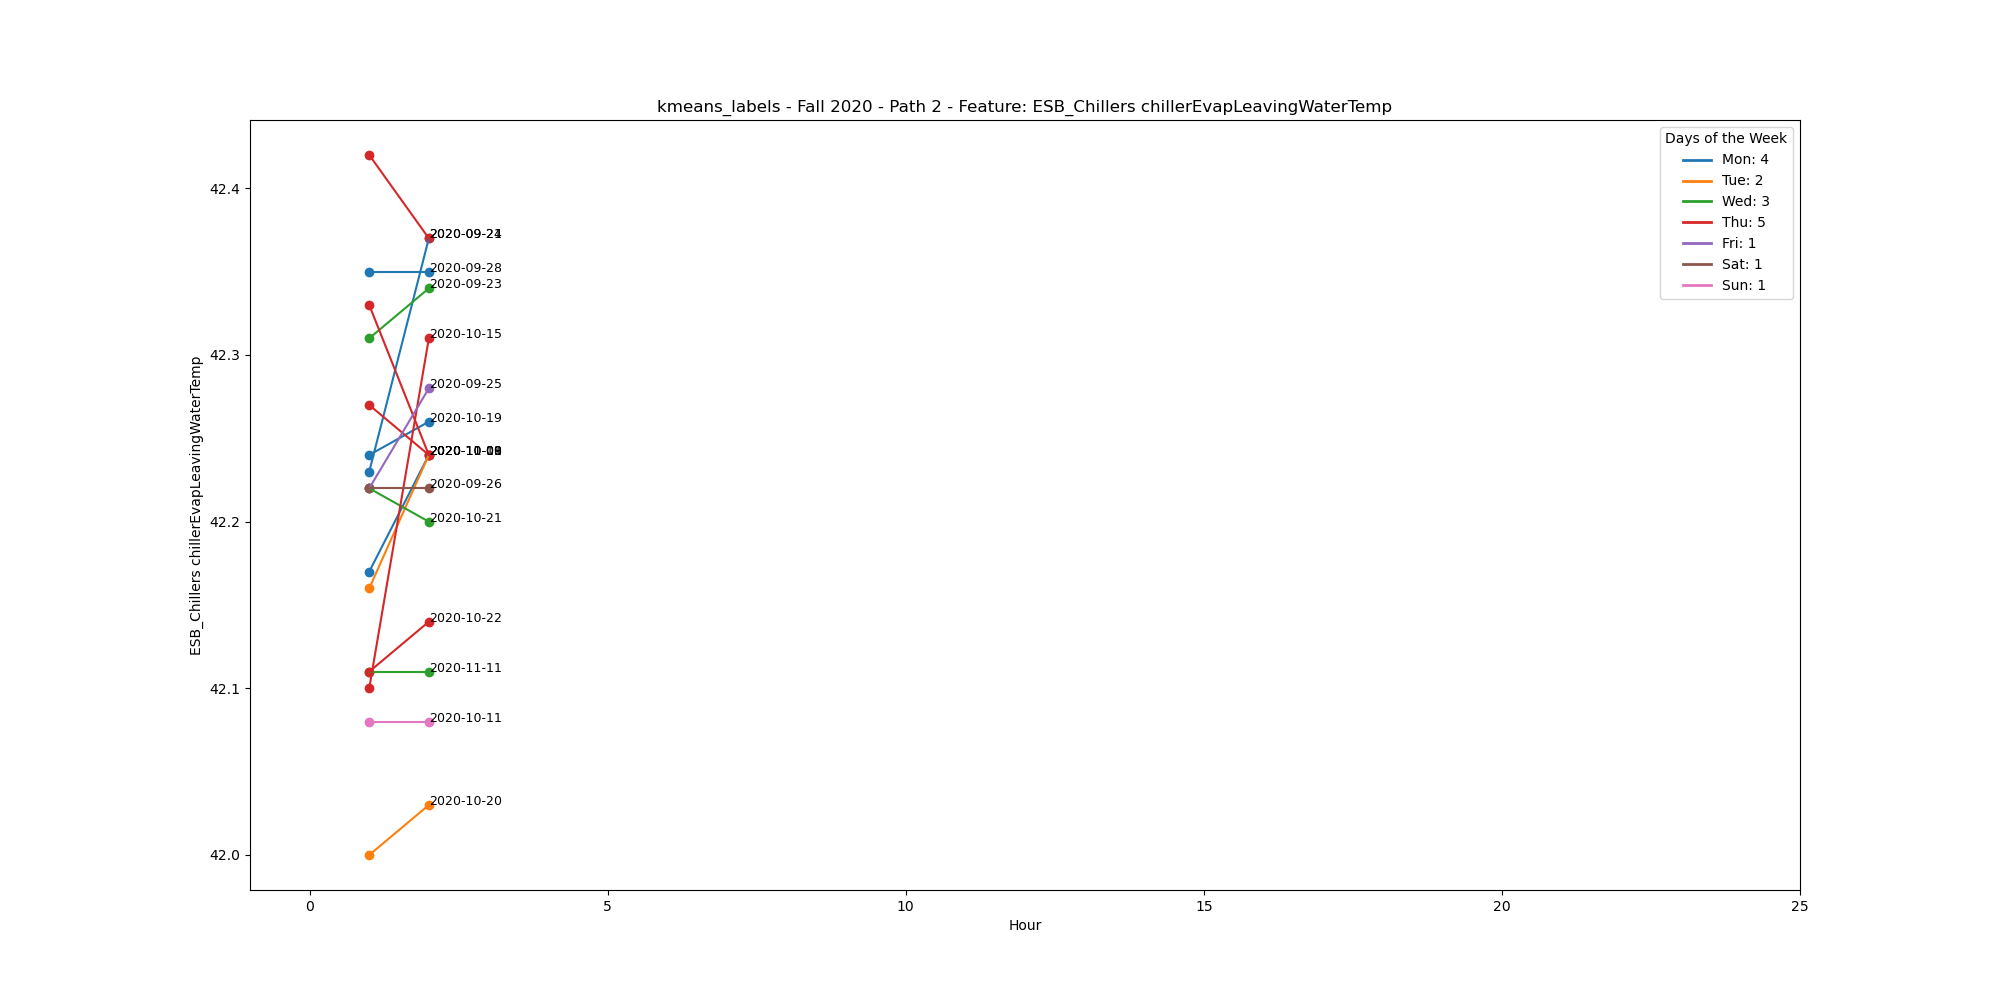 kmeans_labels - Fall 2020 - Path 2 - Feature: ESB_Chillers chillerEvapLeavingWaterTemp
Days of the Week
Mon: 4
Tue: 2
Wed: 3
Thu: 5
Fri: 1
Sat: 1
Sun: 1
ESB_Chillers chillerEvapLeavingWaterTemp
42.4
42.3
42.2
42.1
42.0
2020-09-28
2020-09-23
2020-10-15
2020-09-25
2020-10-19
2020-09-26
2020-10-21
2020-10-22
2020-11-11
2020-10-11
2020-10-20
0
5
10
15
20
25
Hour